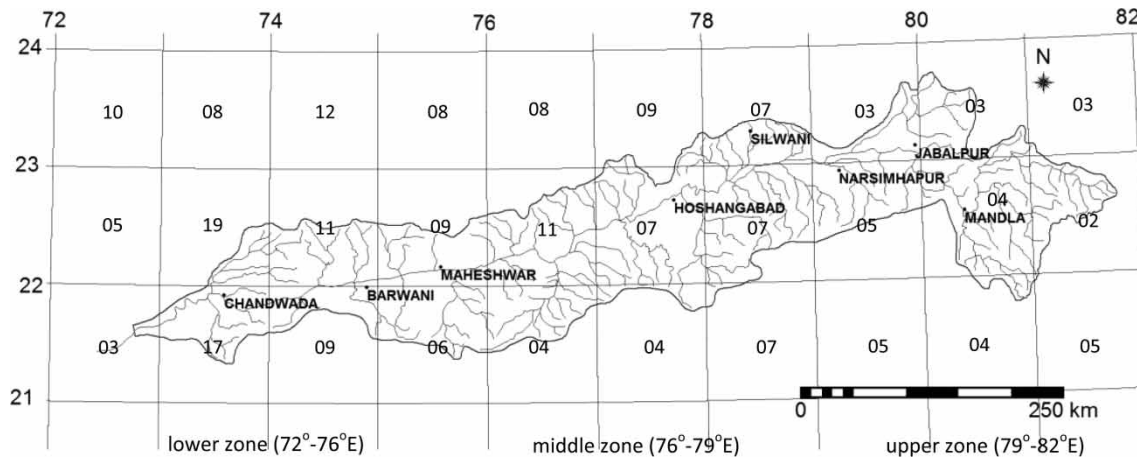 72 74 76 78 80 82
24
N
10 08 12 08 08 09 07 03 03 03
SILWANI
JABALPUR
23
NARSIMHAPUR
HOSHANGABAD
04
MANDLA
05 19 11 09 11 07 07 05 02
MAHESHWAR
22
BARWANI
CHANDWADA
03 17 09 06 04 04 07 05 04 05
21
0 250 km
lower zone (72°-76°E) middle zone (76°-79°E) upper zone (79°-82°E)